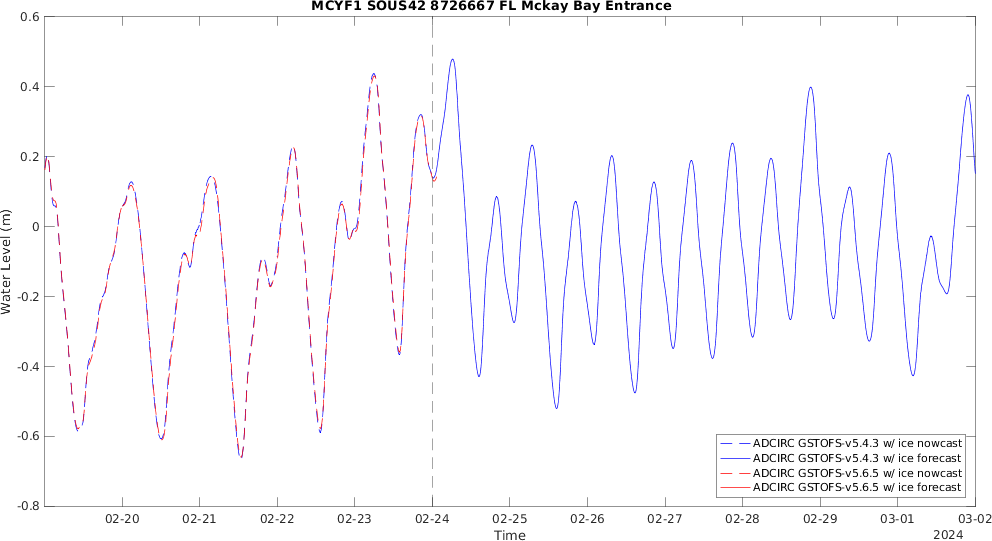 MCYF1 SOUS42 8726667 FL Mckay Bay Entrance
0.6
0.4
0.2
0
-0.2
-0.4
-0.6
-0.8
Water Level (m)
ADCIRC GSTOFS-v5.4.3 w/ ice nowcast
ADCIRC GSTOFS-v5.4.3 w/ ice forecast
ADCIRC GSTOFS-v5.6.5 w/ ice nowcast
ADCIRC GSTOFS-v5.6.5 w/ ice forecast
02-20 02-21 02-22 02-23 02-24 02-25 02-26 02-27 02-28 02-29 03-01 03-02
Time
2024